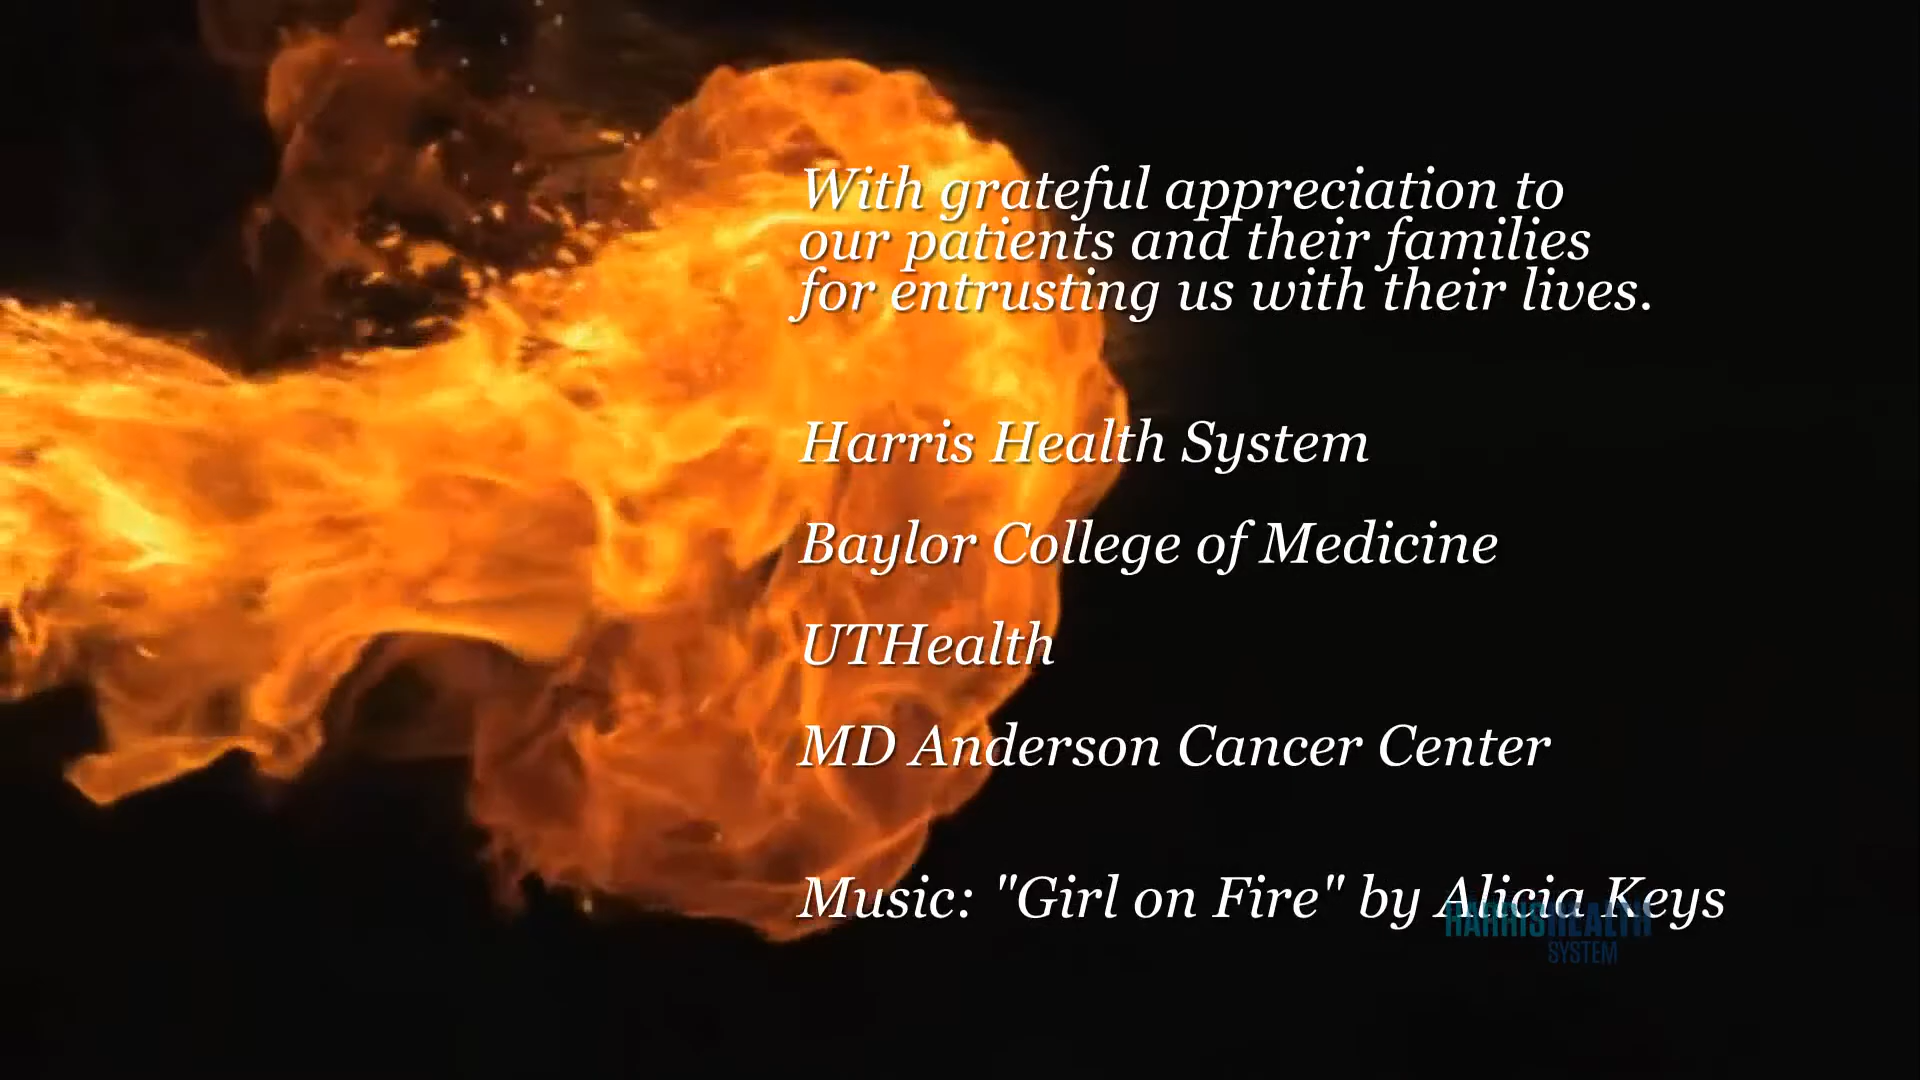 With grateful appreciation to
our patients and their families
for entrusting us with their lives.
Harris Health System
Baylor College of Medicine
UTHealth
MD Anderson Cancer Center
Music: "Girl on Fire" by Alicia Keys
HARRISHEALTH
SYSTEM